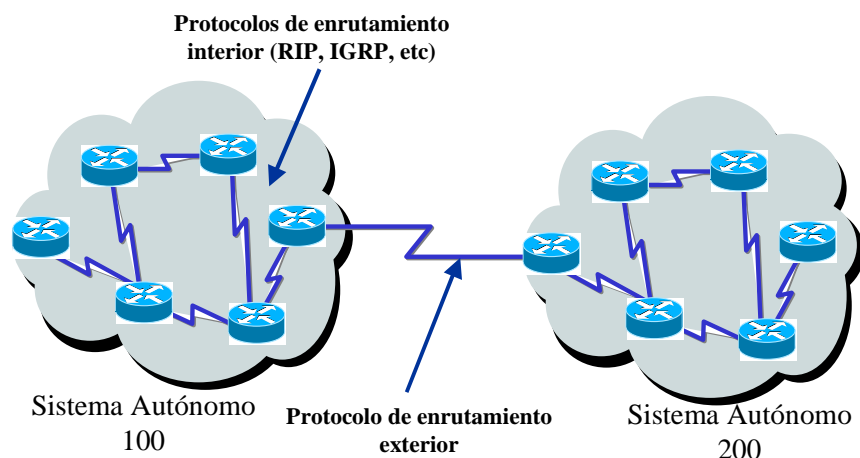 Protocolos de enrutamiento
interior (RIP, IGRP, etc)
Sistema Autónomo
100
Protocolo de enrutamiento
exterior
Sistema Autónomo
200